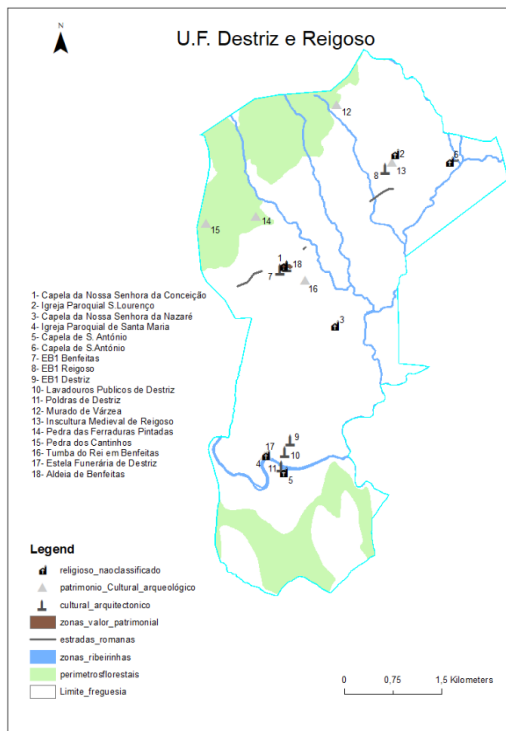 N
U.F. Destriz e Reigoso
12
2
6
8
13
14
15
1
18
7
16
3
9
17
10
4
11
5
1- Capela da Nossa Senhora da Conceição
2- Igreja Paroquial S.Lourenço
3- Capela da Nossa Senhora da Nazaré
4- Igreja Paroquial de Santa Maria
5- Capela de S. António
6- Capela de S.António
7- EB1 Benfeitas
8- EB1 Reigoso
9- EB1 Destriz
10- Lavadouros Publicos de Destriz
11- Poldras de Destriz
12- Murado de Várzea
13- Inscultura Medieval de Reigoso
14- Pedra das Ferraduras Pintadas
15- Pedra dos Cantinhos
16- Tumba do Rei em Benfeitas
17- Estela Funerária de Destriz
18- Aldeia de Benfeitas
Legend
religioso_naoclassificado
patrimonio_Cultural_arqueológico
cultural_arquitectonico
zonas_valor_patrimonial
estradas_romanas
zonas_ribeirinhas
perimetrosflorestais
Limite_freguesia
0 0,75 1,5 Kilometers